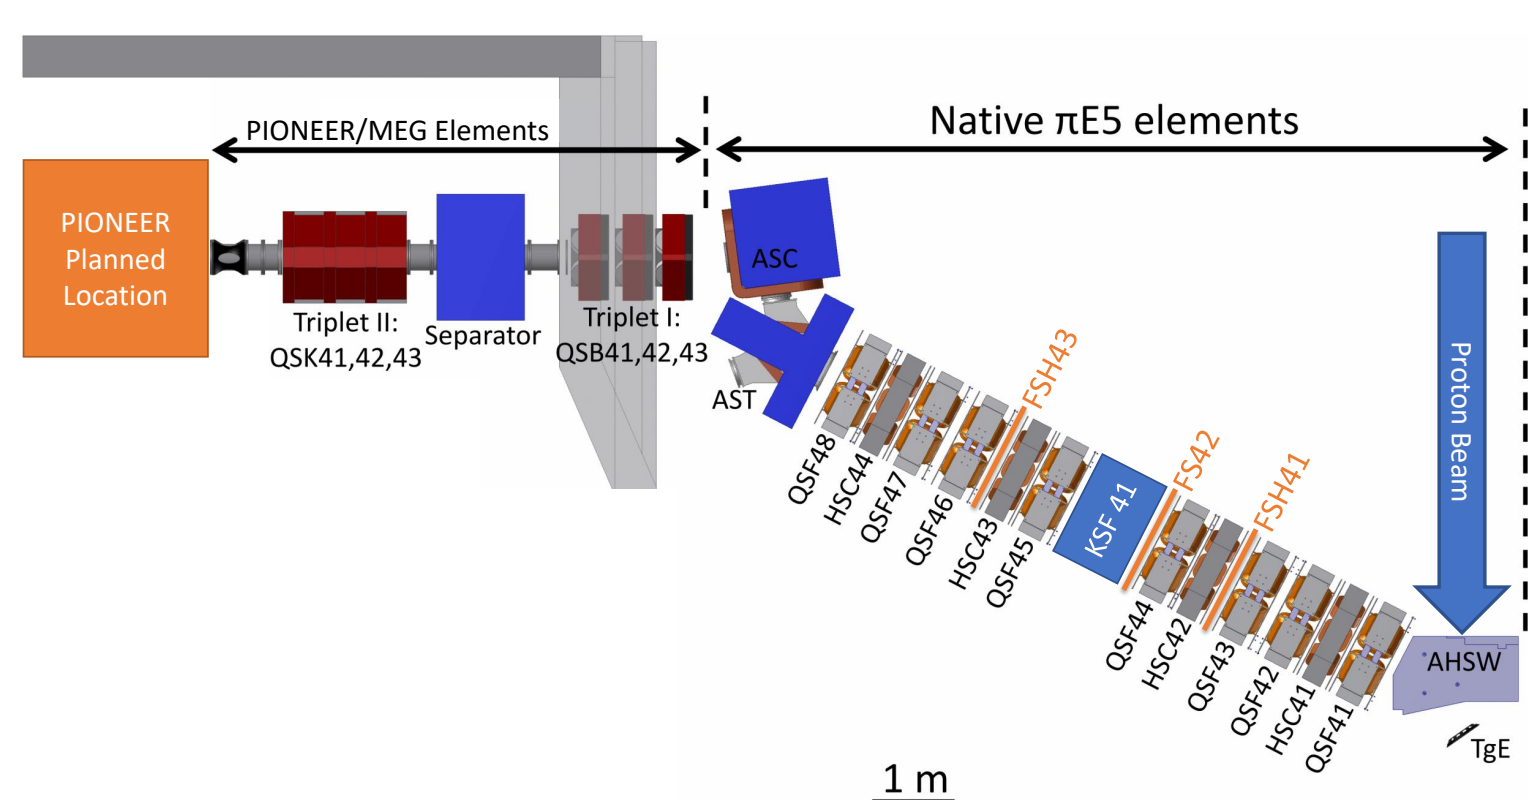 PIONEER/MEG Elements
Native πE5 elements
PIONEER
Planned
Location
Triplet II:
QSK41,42,43
Separator
Triplet I:
QSB41,42,43
ASC
AST
QSF48
HSC44
QSF47
QSF46
FSH43
HSC43
QSF45
KSF 41
FS42
QSF44
HSC42
FSH41
QSF43
QSF42
HSC41
QSF41
Proton Beam
AHSW
TgE
1 m